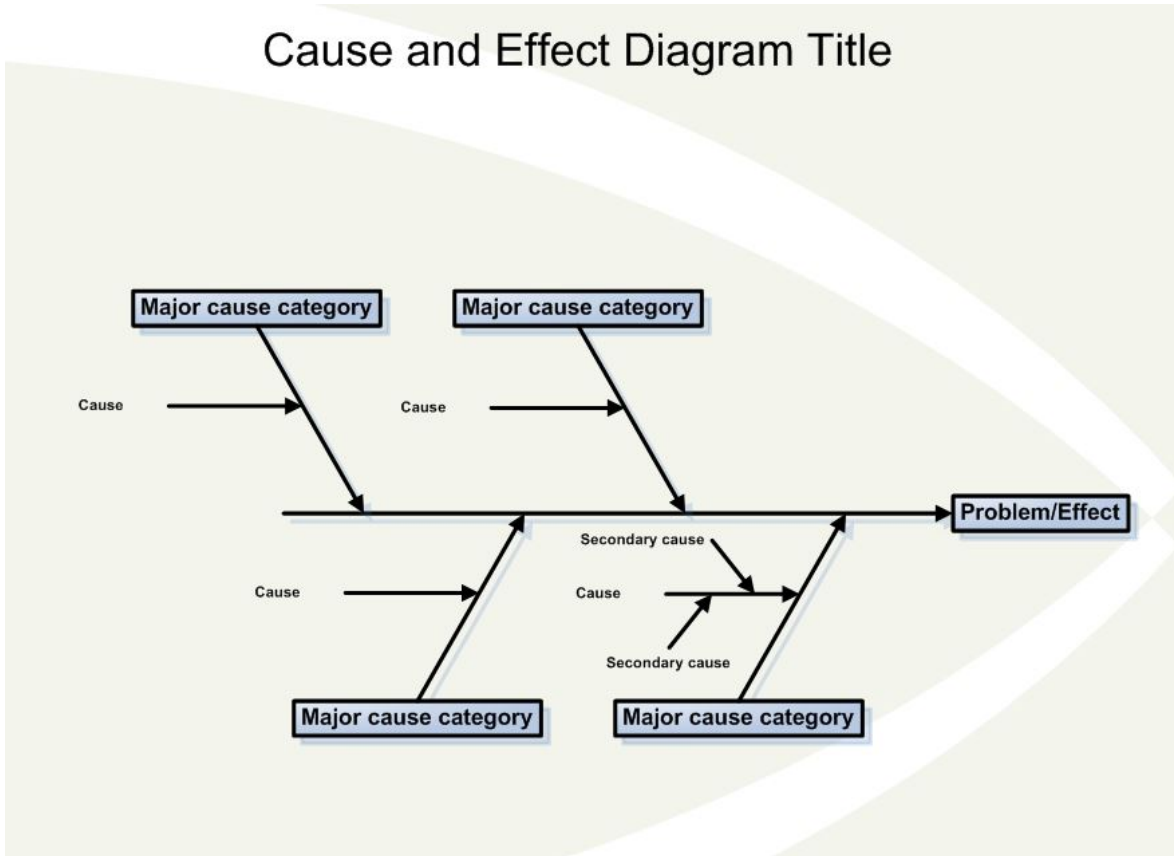 Cause and Effect Diagram Title
Major cause category
Major cause category
Cause
Cause
Problem/Effect
Secondary cause
Cause
Cause
Secondary cause
Major cause category
Major cause category